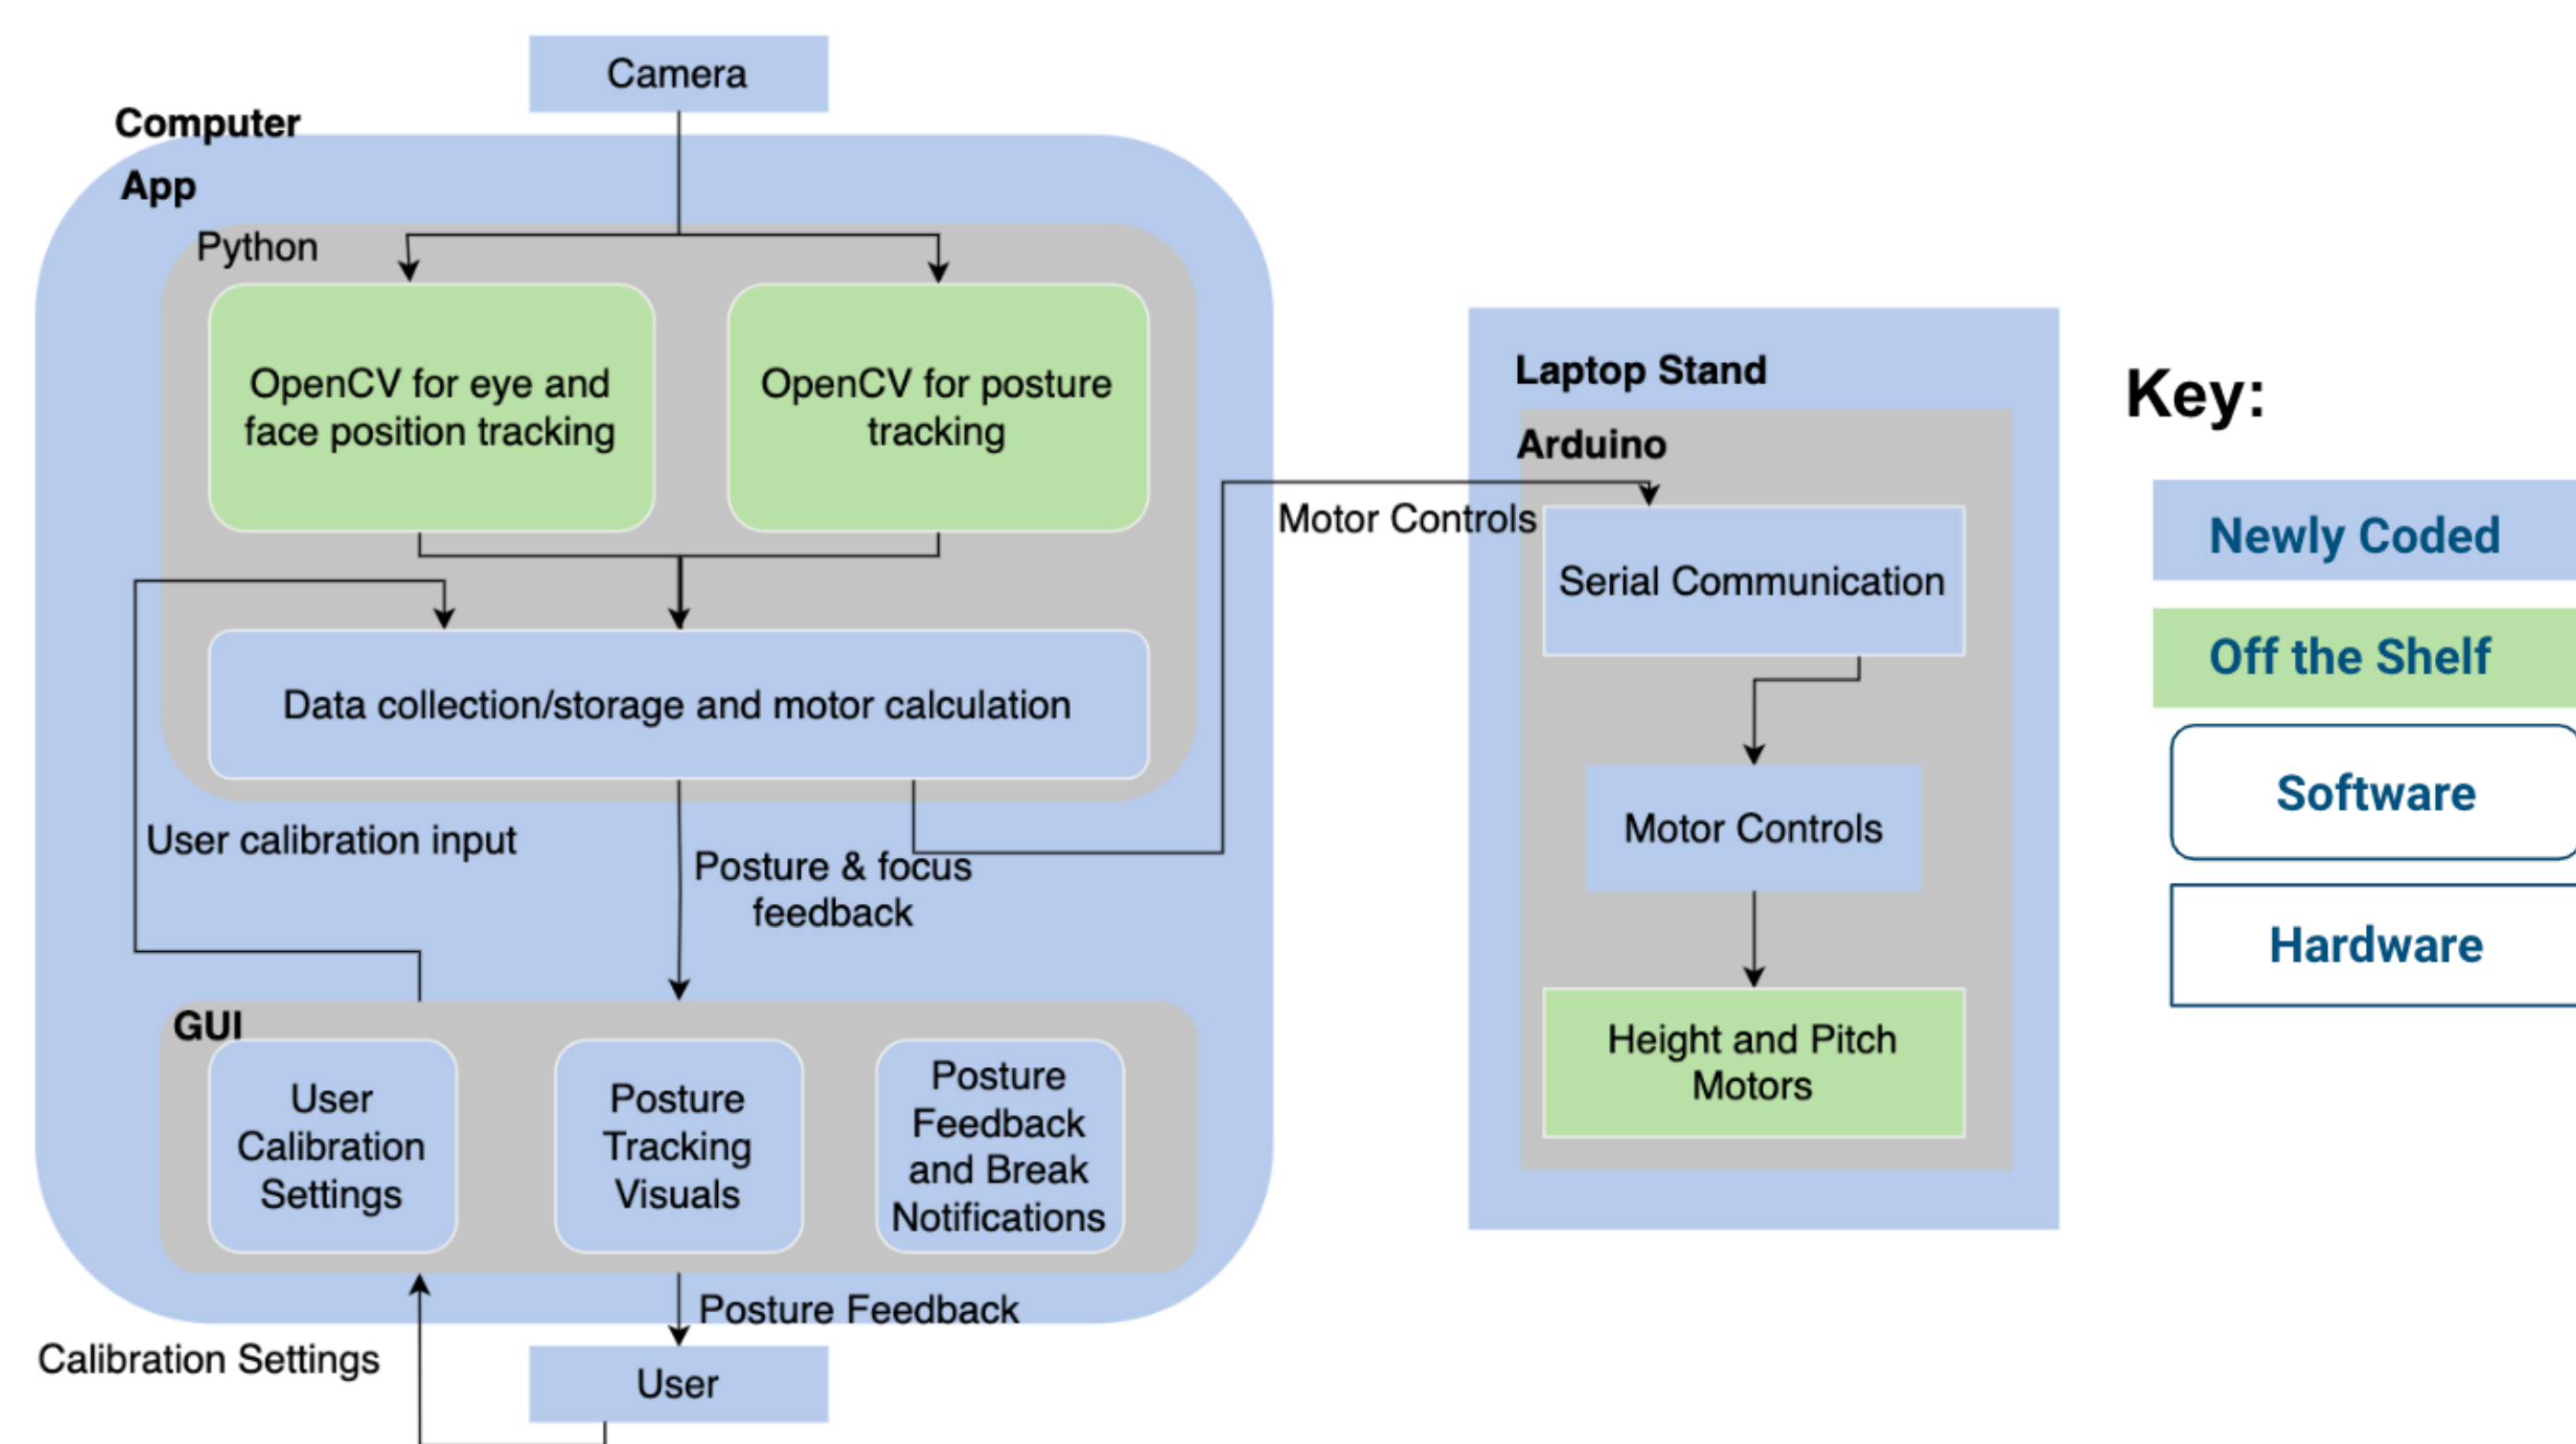 Camera
Computer
App
Python
OpenCV for eye and
face position tracking
OpenCV for posture
tracking
Data collection/storage and motor calculation
User calibration input
Posture & focus
feedback
GUI
User
Calibration
Settings
Posture
Tracking
Visuals
Posture
Feedback
and Break
Notifications
Posture Feedback
Calibration Settings
User
Motor Controls
Laptop Stand
Arduino
Serial Communication
Motor Controls
Height and Pitch
Motors
Key:
Newly Coded
Off the Shelf
Software
Hardware